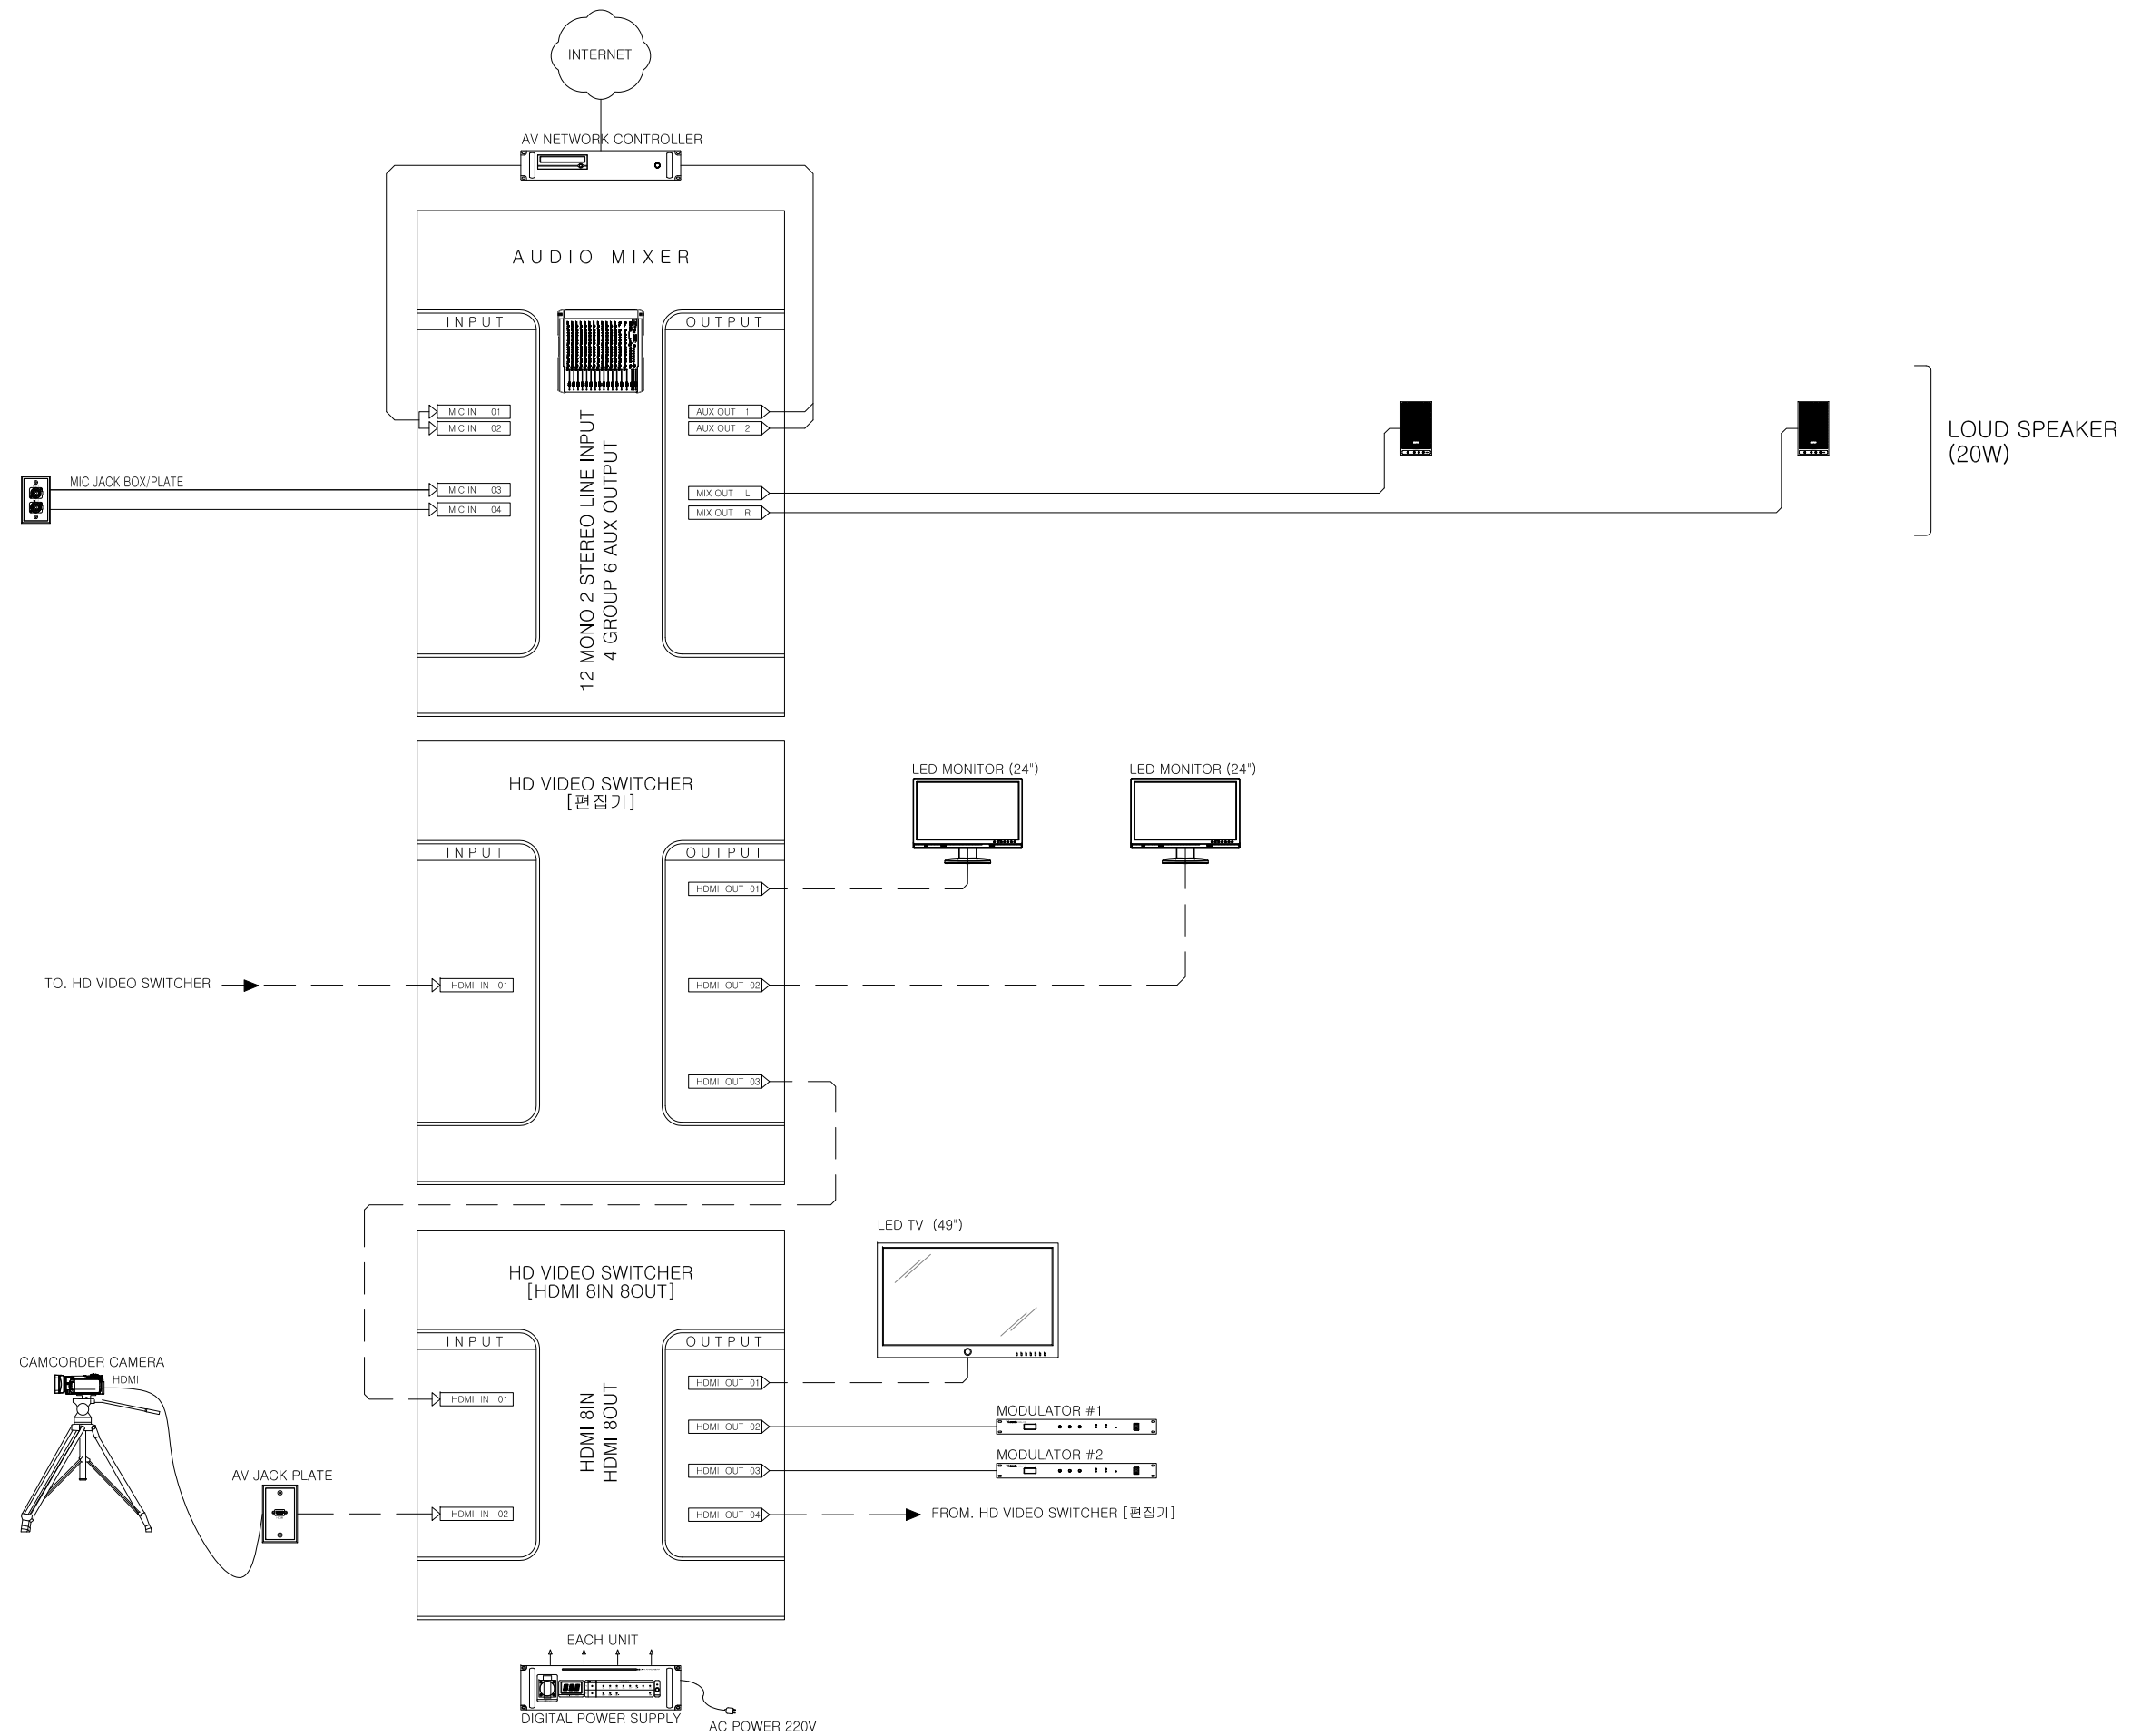 INTERNET
AV NETWORK CONTROLLER
AUDIO MIXER
INPUT
OUTPUT
MIC IN 01
MIC IN 02
MIC IN 03
MIC IN 04
AUX OUT 1
AUX OUT 2
MIX OUT L
MIX OUT R
12 MONO 2 STEREO LINE INPUT
4 GROUP 6 AUX OUTPUT
MIC JACK BOX/PLATE
LOUD SPEAKER
(20W)
HD VIDEO SWITCHER
[편집기]
INPUT
OUTPUT
HDMI IN 01
HDMI OUT 01
HDMI OUT 02
HDMI OUT 03
LED MONITOR (24")
LED MONITOR (24")
TO. HD VIDEO SWITCHER
HD VIDEO SWITCHER
[HDMI 8IN 8OUT]
INPUT
OUTPUT
HDMI IN 01
HDMI IN 02
HDMI 8IN
HDMI 8OUT
HDMI OUT 01
HDMI OUT 02
HDMI OUT 03
HDMI OUT 04
LED TV (49")
MODULATOR #1
MODULATOR #2
FROM. HD VIDEO SWITCHER [편집기]
CAMCORDER CAMERA
HDMI
AV JACK PLATE
EACH UNIT
DIGITAL POWER SUPPLY
AC POWER 220V